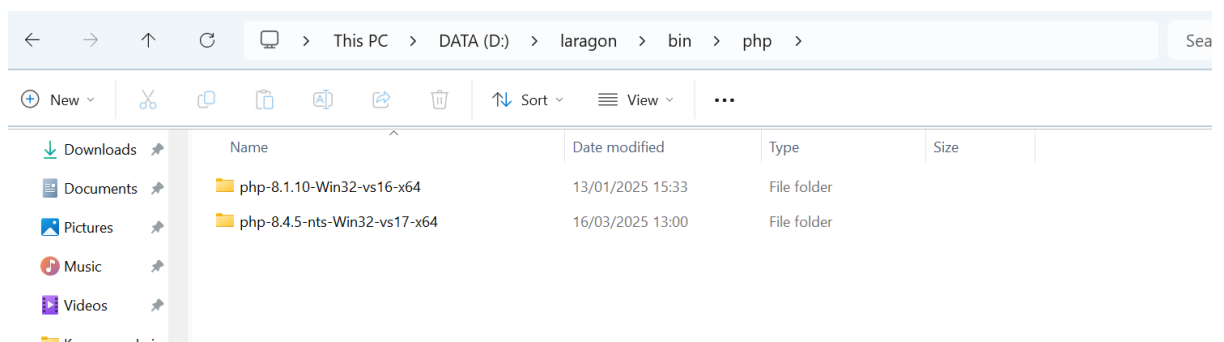 This PC > DATA (D:) > laragon > bin > php > Sea
New Sort View ...
Downloads Name Date modified Type Size
Documents php-8.1.10-Win32-vs16-x64 13/01/2025 15:33 File folder
Pictures php-8.4.5-nts-Win32-vs17-x64 16/03/2025 13:00 File folder
Music
Videos